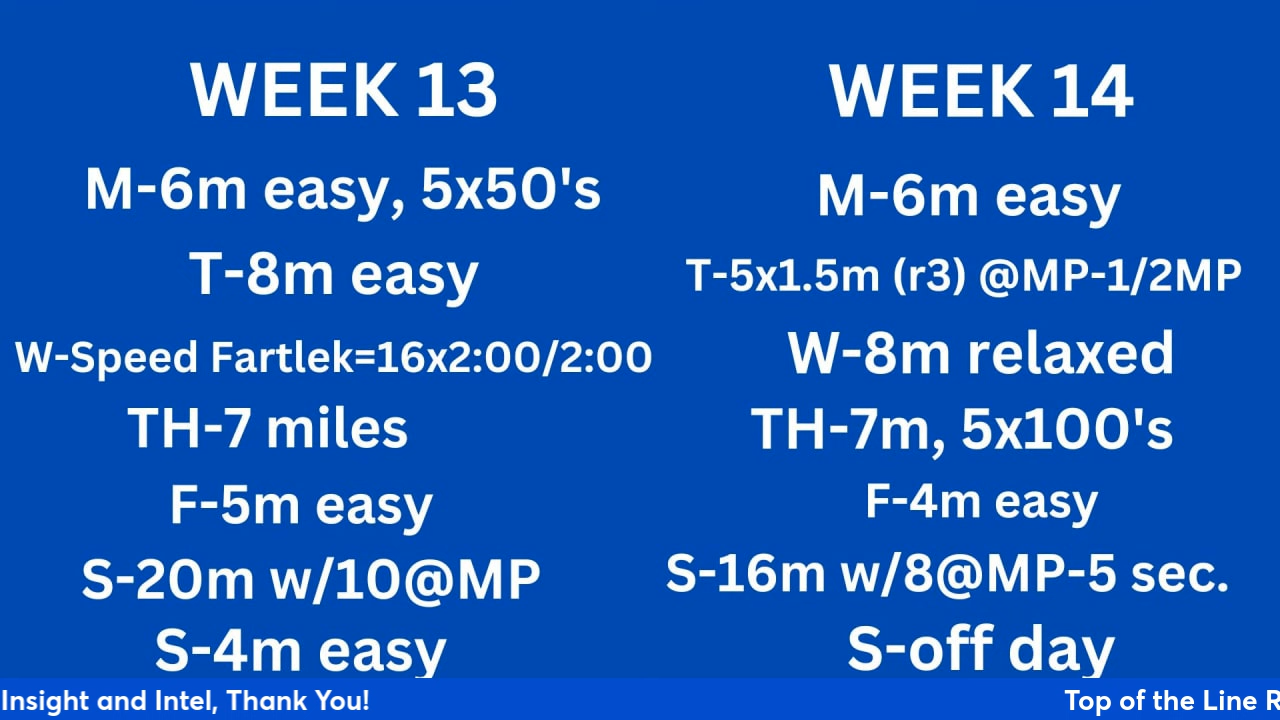 WEEK 13
M-6m easy, 5x50's
T-8m easy
W-Speed Fartlek=16x2:00/2:00
TH-7 miles
F-5m easy
S-20m w/10@MP
S-4m easy
WEEK 14
M-6m easy
T-5x1.5m (r3) @MP-1/2MP
W-8m relaxed
TH-7m, 5x100's
F-4m easy
S-16m w/8@MP-5 sec.
S-off day
Insight and Intel, Thank You!
Top of the Line R